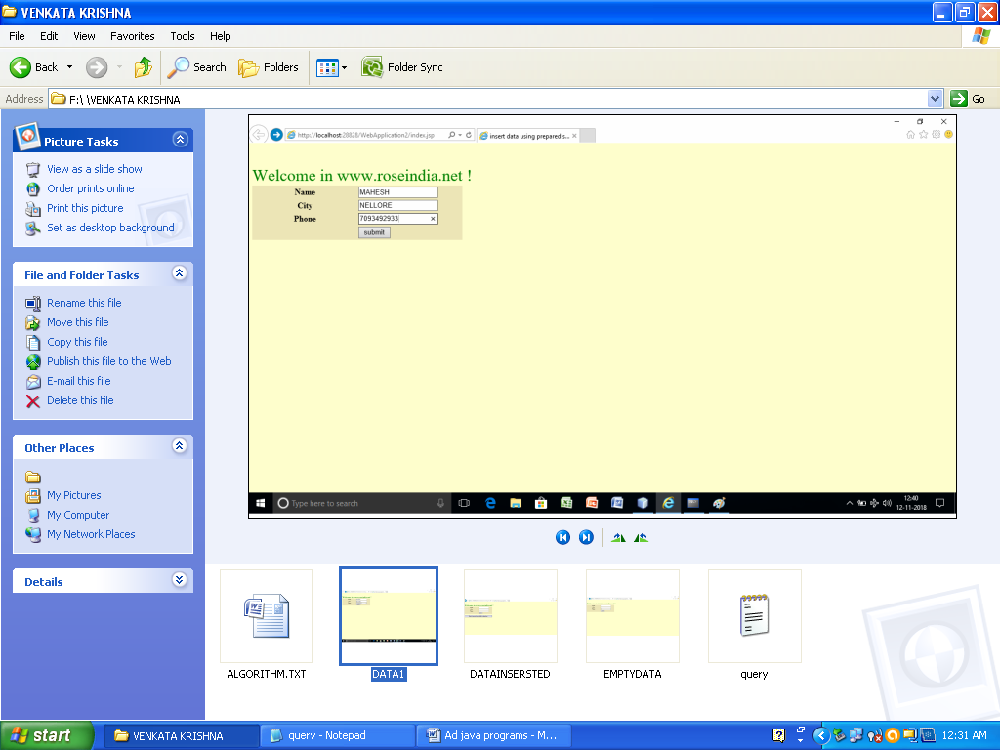 VENKATA KRISHNA
File Edit View Favorites Tools Help
Back Search Folders Folder Sync
Address F:\ \VENKATA KRISHNA Go
Picture Tasks
View as a slide show
Order prints online
Print this picture
Set as desktop background
File and Folder Tasks
Rename this file
Move this file
Copy this file
Publish this file to the Web
E-mail this file
Delete this file
Other Places
My Pictures
My Computer
My Network Places
Details
http://localhost:28828/WebApplication2/index.jsp insert data using prepared s...
Welcome in www.roseindia.net !
Name MAHESH
City NELLORE
Phone 7093492933
submit
Type here to search 12:40
12-11-2018
ALGORITHM.TXT DATA1 DATAINSERSTED EMPTYDATA query
start VENKATA KRISHNA query - Notepad Ad java programs - M... 12:31 AM